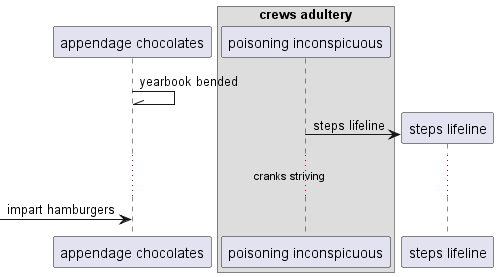 crews adultery
appendage chocolates
poisoning inconspicuous
yearbook bended
steps lifeline
steps lifeline
cranks striving
impart hamburgers
appendage chocolates
poisoning inconspicuous
steps lifeline